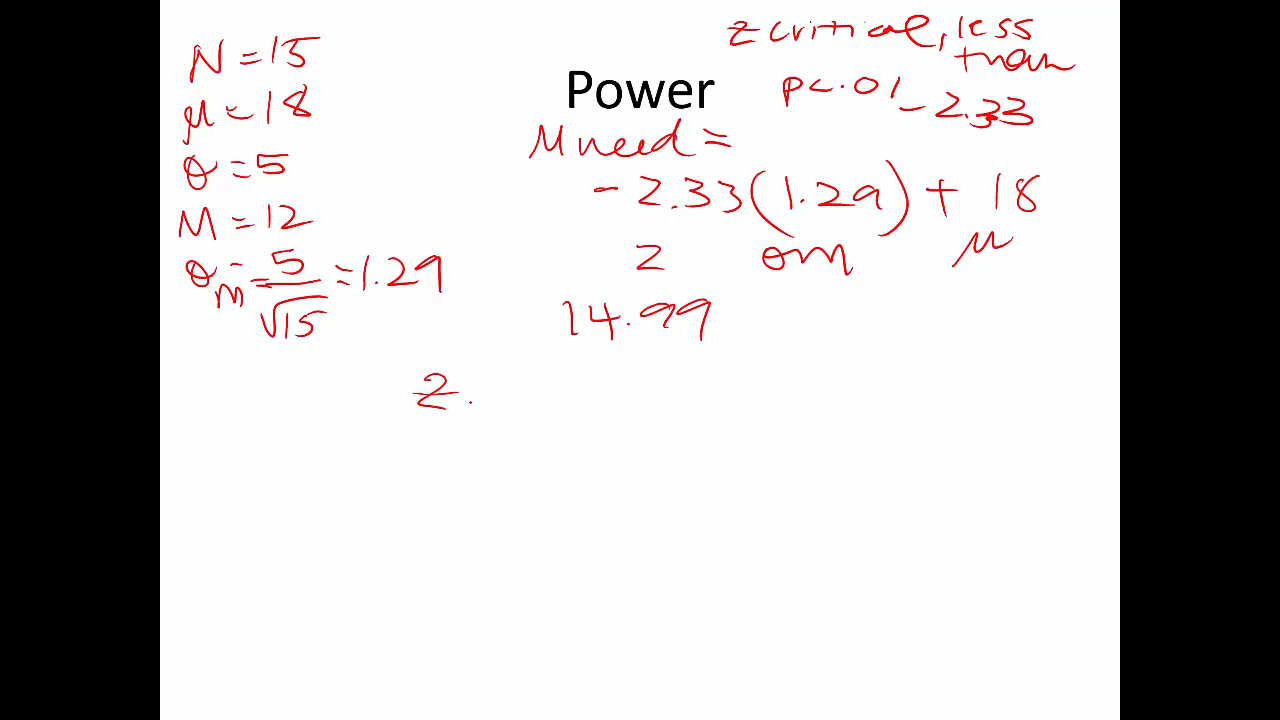 N = 15
μ = 18
σ = 5
M = 12
σm = 5/√15 = 1.29
Power
z critical, less
than
p < .01 - 2.33
M need =
-2.33 (1.29) + 18
z σm μ
14.99
z.